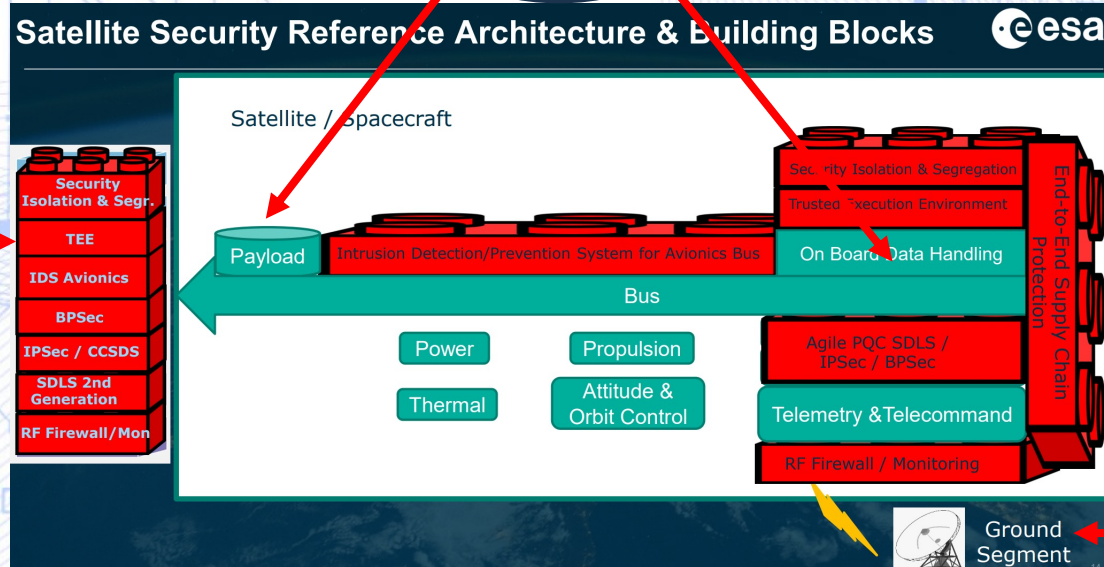 Satellite Security Reference Architecture & Building Blocks
esa
Satellite / Spacecraft
Security
Isolation & Segr.
TEE
IDS Avionics
BPSec
IPSec / CCSDS
SDLS 2nd
Generation
RF Firewall/Mon
Payload
Intrusion Detection/Prevention System for Avionics Bus
Security Isolation & Segregation
Trusted Execution Environment
On Board Data Handling
End-to-End Supply Chain
Protection
Bus
Power
Propulsion
Thermal
Attitude &
Orbit Control
Agile PQC SDLS /
IPSec / BPSec
Telemetry &Telecommand
RF Firewall / Monitoring
Ground
Segment